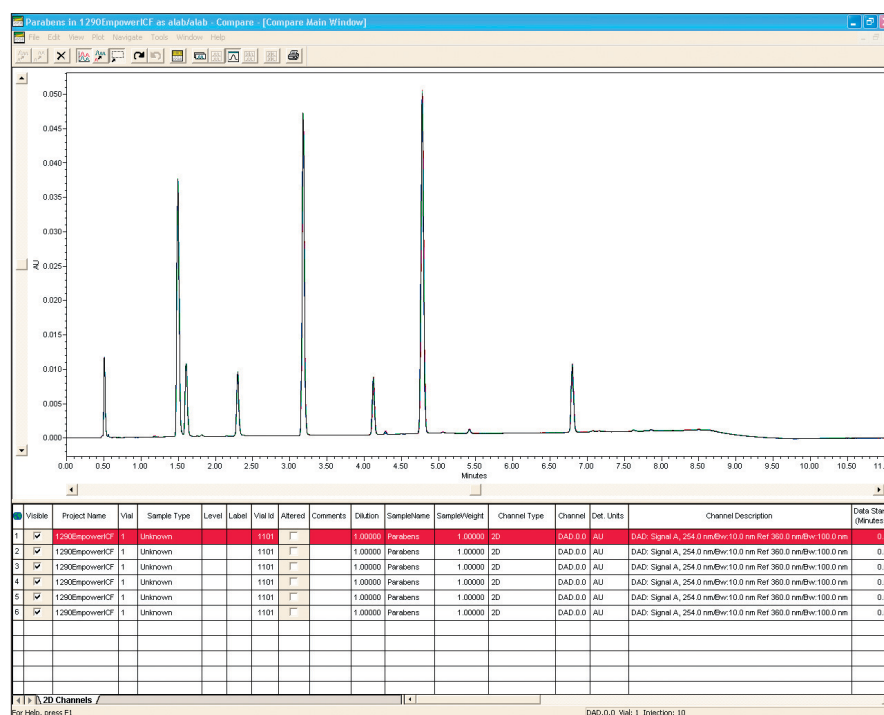 Parabens in 1290EmpowerICF as alab/alab - Compare - [Compare Main Window]
File Edit View Plot Navigate Tools Window Help
0.050
0.045
0.040
0.035
0.030
0.025
0.020
0.015
0.010
0.005
0.000
AU
0.00 0.50 1.00 1.50 2.00 2.50 3.00 3.50 4.00 4.50 5.00 5.50 6.00 6.50 7.00 7.50 8.00 8.50 9.00 9.50 10.00 10.50 11.
Minutes
Visible Project Name Vial Sample Type Level Label Vial Id Altered Comments Dilution SampleName SampleWeight Channel Type Channel Det. Units Channel Description Data Star
(Minutes
1 1290EmpowerICF 1 Unknown 1101 1.00000 Parabens 1.00000 2D DAD.0.0 AU DAD: Signal A, 254.0 nm/Bw:10.0 nm Ref 360.0 nm/Bw:100.0 nm 0.
2 1290EmpowerICF 1 Unknown 1101 1.00000 Parabens 1.00000 2D DAD.0.0 AU DAD: Signal A, 254.0 nm/Bw:10.0 nm Ref 360.0 nm/Bw:100.0 nm 0.
3 1290EmpowerICF 1 Unknown 1101 1.00000 Parabens 1.00000 2D DAD.0.0 AU DAD: Signal A, 254.0 nm/Bw:10.0 nm Ref 360.0 nm/Bw:100.0 nm 0.
4 1290EmpowerICF 1 Unknown 1101 1.00000 Parabens 1.00000 2D DAD.0.0 AU DAD: Signal A, 254.0 nm/Bw:10.0 nm Ref 360.0 nm/Bw:100.0 nm 0.
5 1290EmpowerICF 1 Unknown 1101 1.00000 Parabens 1.00000 2D DAD.0.0 AU DAD: Signal A, 254.0 nm/Bw:10.0 nm Ref 360.0 nm/Bw:100.0 nm 0.
6 1290EmpowerICF 1 Unknown 1101 1.00000 Parabens 1.00000 2D DAD.0.0 AU DAD: Signal A, 254.0 nm/Bw:10.0 nm Ref 360.0 nm/Bw:100.0 nm 0.
2D Channels
For Help, press F1 DAD.0.0 Vial: 1 Injection: 10